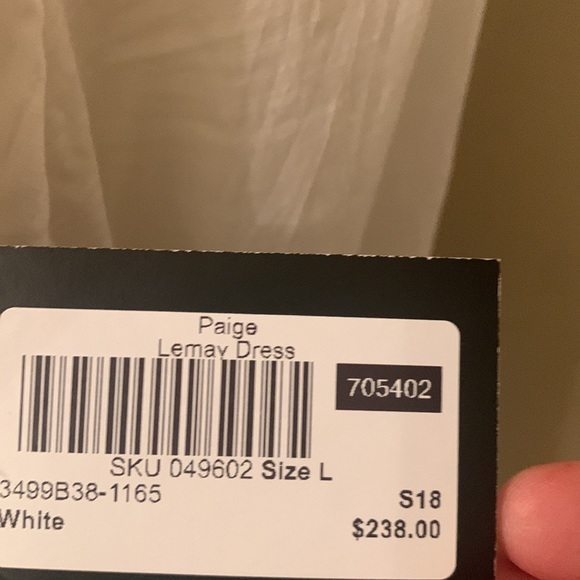 Paige
Lemay Dress
705402
SKU 049602 Size L
3499B38-1165
S18
White
$238.00